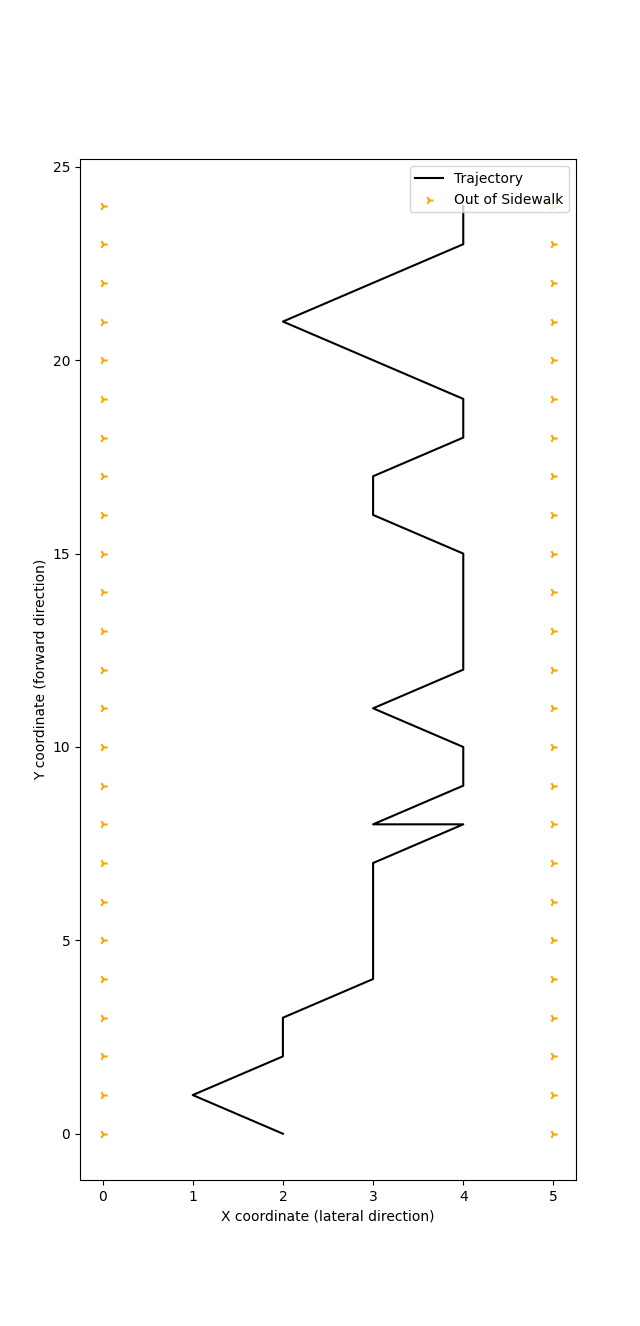 Trajectory
Out of Sidewalk
25
20
15
10
5
0
Y coordinate (forward direction)
0 1 2 3 4 5
X coordinate (lateral direction)